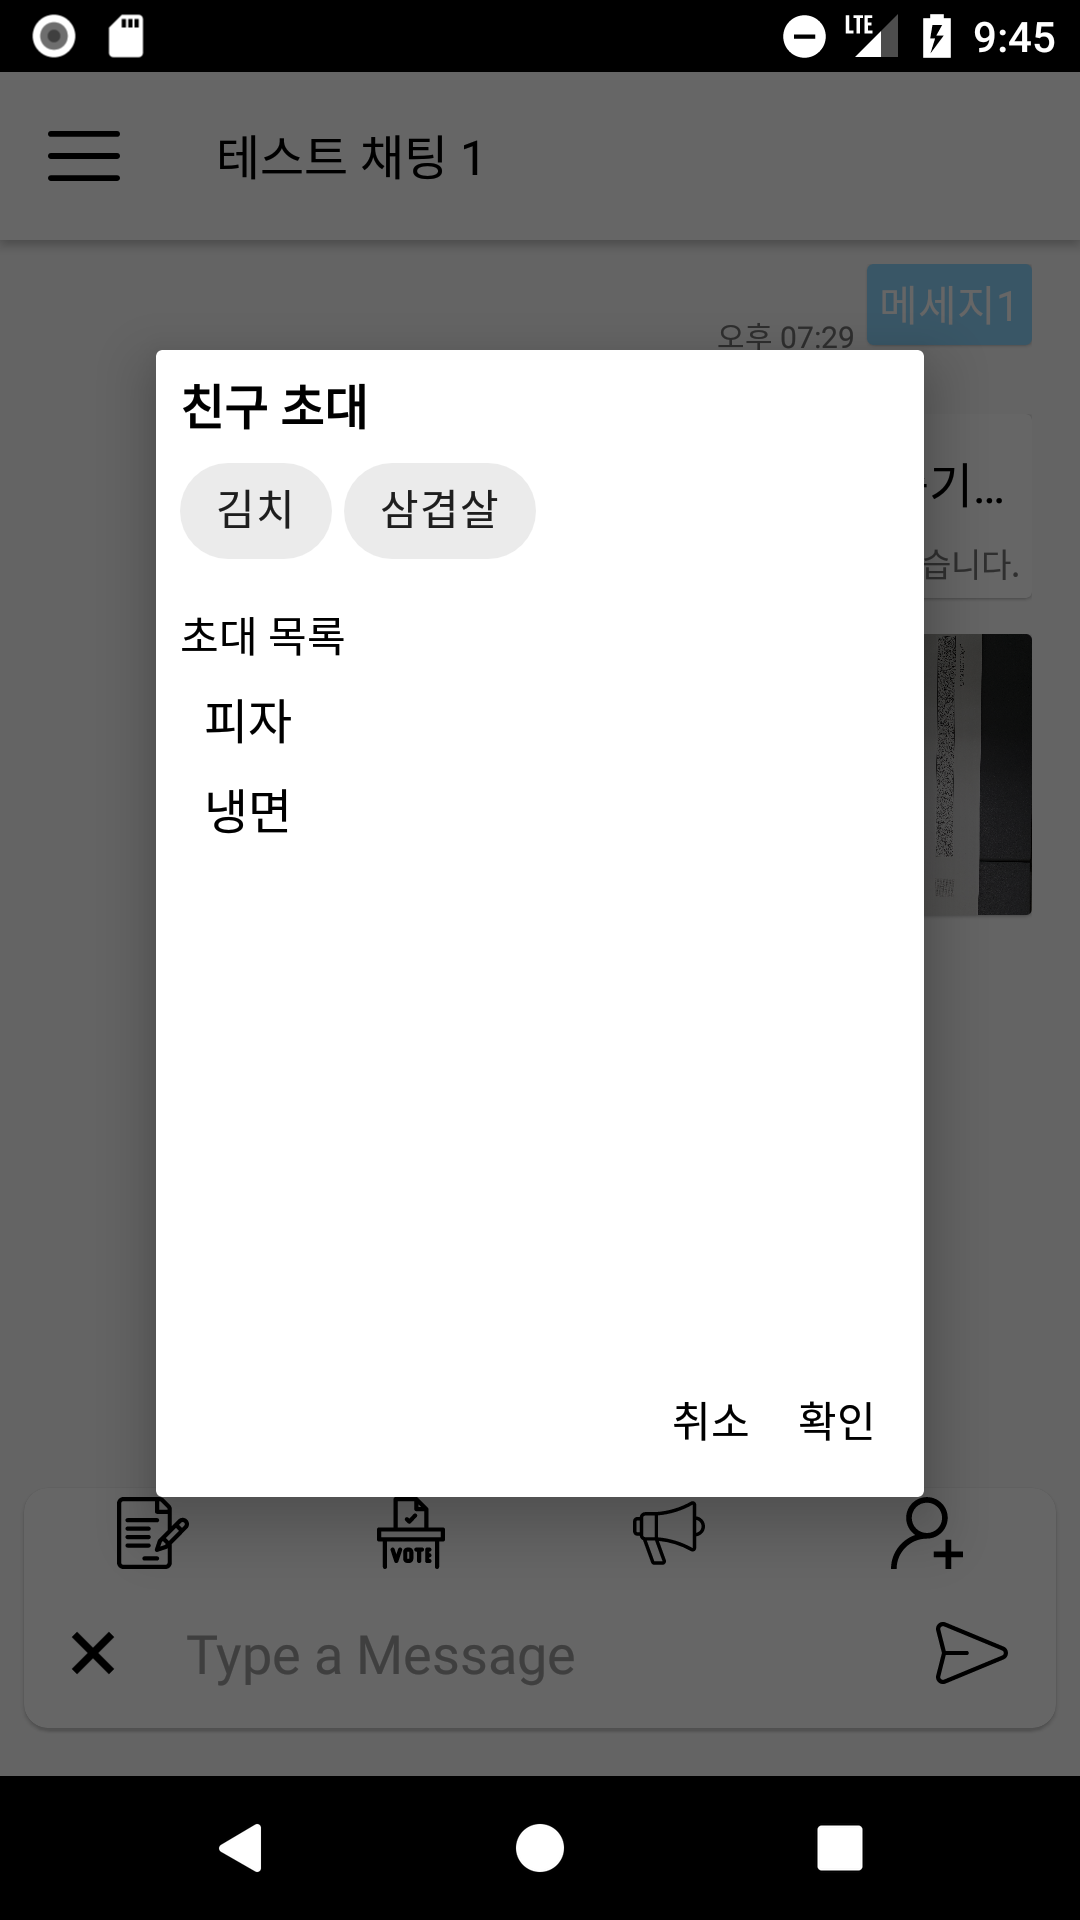 LTE 9:45
테스트 채팅 1
메세지1
오후 07:29
친구 초대
기...
김치 삼겹살
습니다.
초대 목록
피자
냉면
취소 확인
VOTE
Type a Message